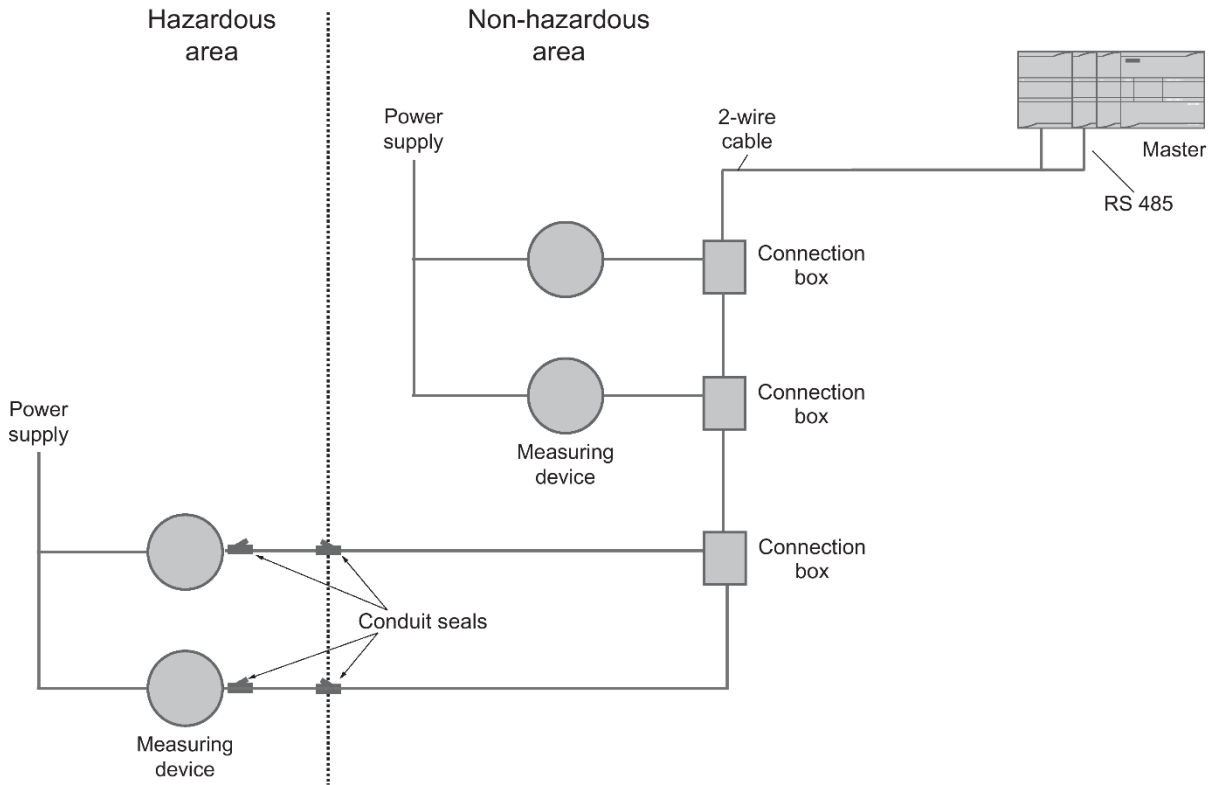 Hazardous
area
Non-hazardous
area
Power
supply
2-wire
cable
Master
RS 485
Connection
box
Connection
box
Measuring
device
Power
supply
Connection
box
Conduit seals
Measuring
device